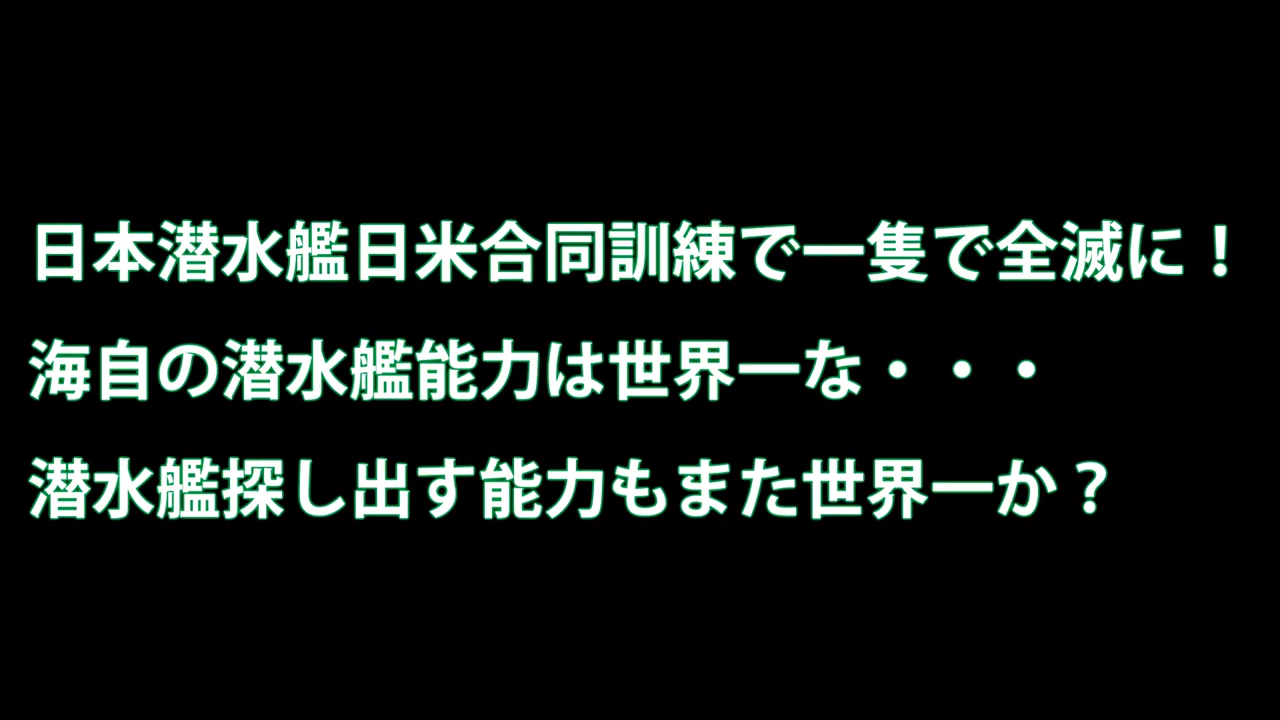 日本潜水艦日米合同訓練で一隻で全滅に！
海自の潜水艦能力は世界一な・・・
潜水艦探し出す能力もまた世界一か？